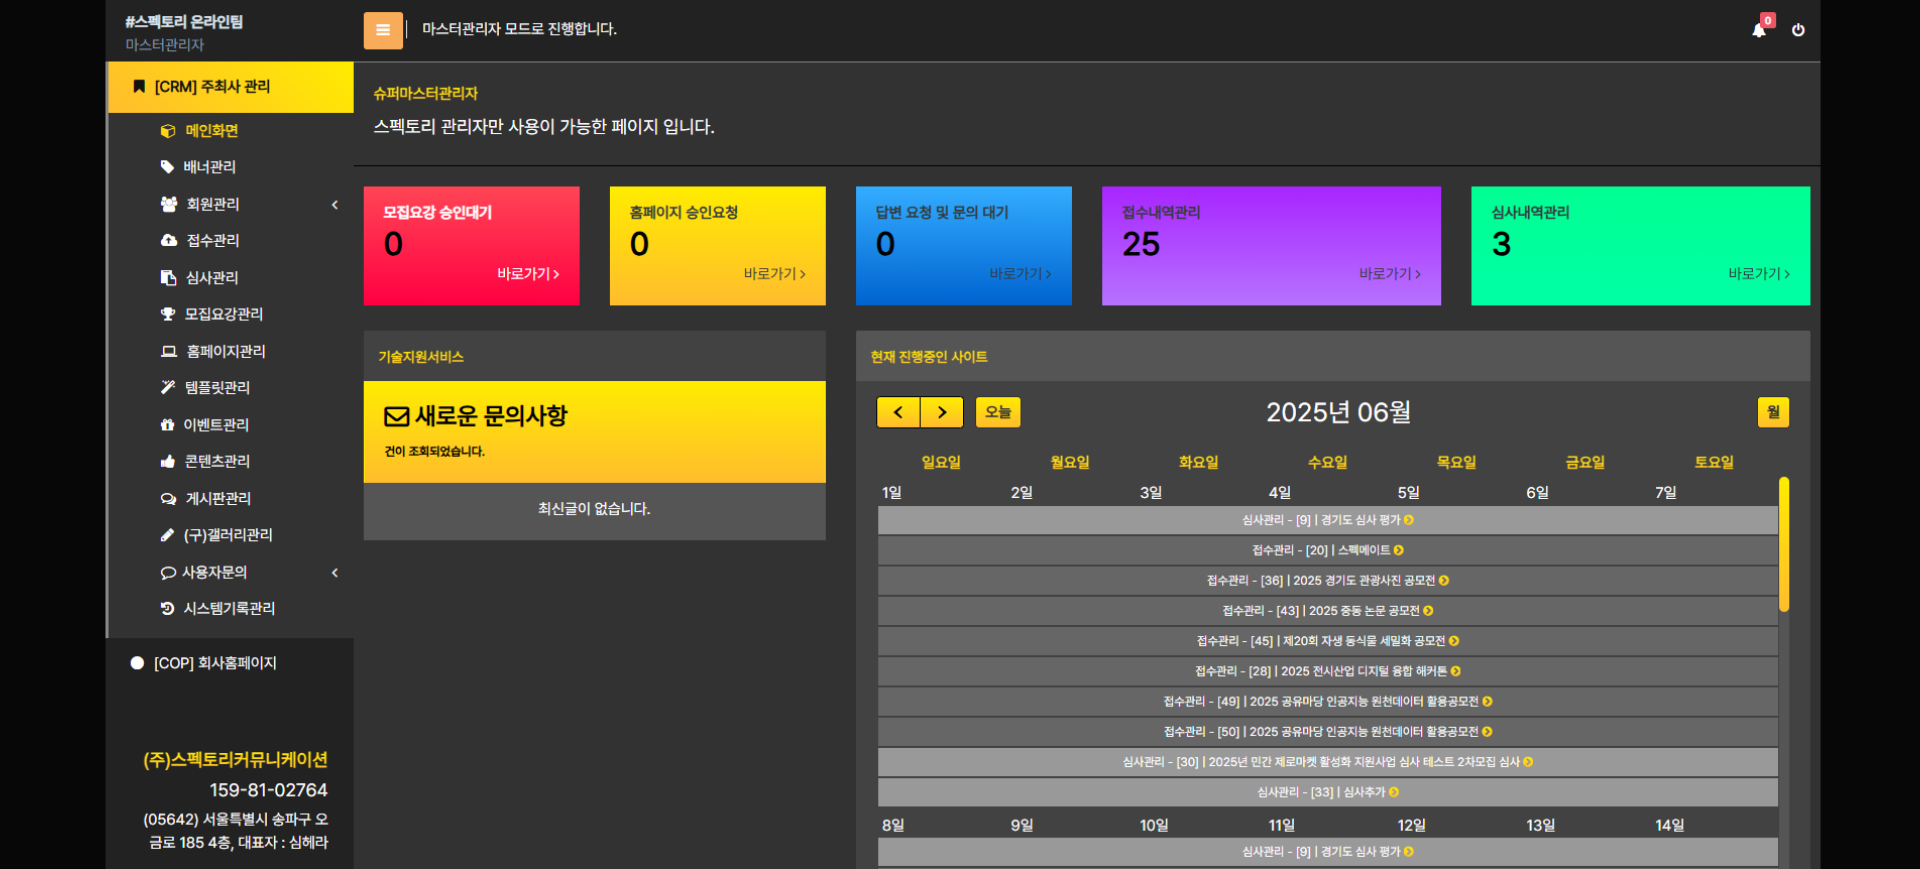 #스펙토리 온라인팀
마스터관리자
[CRM] 주최사 관리
메인화면
배너관리
회원관리
접수관리
심사관리
모집요강관리
홈페이지관리
템플릿관리
이벤트관리
콘텐츠관리
게시판관리
(구)갤러리관리
사용자문의
시스템기록관리
[COP] 회사홈페이지
(주)스펙토리커뮤니케이션
159-81-02764
(05642) 서울특별시 송파구 오
금로 185 4층, 대표자 : 심헤라
마스터관리자 모드로 진행합니다.
0
슈퍼마스터관리자
스펙토리 관리자만 사용이 가능한 페이지 입니다.
모집요강 승인대기
0
바로가기
홈페이지 승인요청
0
바로가기
답변 요청 및 문의 대기
0
바로가기
접수내역관리
25
바로가기
심사내역관리
3
바로가기
기술지원서비스
새로운 문의사항
건이 조회되었습니다.
최신글이 없습니다.
현재 진행중인 사이트
오늘
2025년 06월
월
일요일 월요일 화요일 수요일 목요일 금요일 토요일
1일 2일 3일 4일 5일 6일 7일
심사관리 - [9] | 경기도 심사 평가
접수관리 - [20] | 스펙메이트
접수관리 - [36] | 2025 경기도 관광사진 공모전
접수관리 - [43] | 2025 중동 논문 공모전
접수관리 - [45] | 제20회 자생 동식물 세밀화 공모전
접수관리 - [28] | 2025 전시산업 디지털 융합 해커톤
접수관리 - [49] | 2025 공유마당 인공지능 원천데이터 활용공모전
접수관리 - [50] | 2025 공유마당 인공지능 원천데이터 활용공모전
심사관리 - [30] | 2025년 민간 제로마켓 활성화 지원사업 심사 테스트 2차모집 심사
심사관리 - [33] | 심사추가
8일 9일 10일 11일 12일 13일 14일
심사관리 - [9] | 경기도 심사 평가